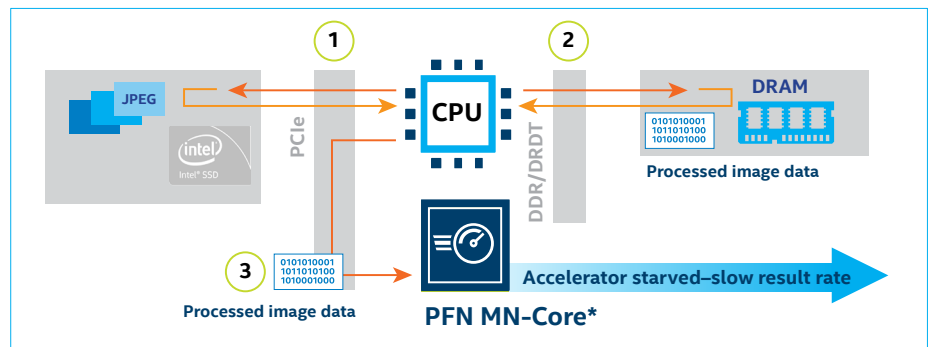 1
2
JPEG
intel
Intel® SSD
PCIe
CPU
DDR/DRDT
DRAM
0101010001
1011010100
1010001000
Processed image data
3
0101010001
1011010100
1010001000
Processed image data
PFN MN-Core*
Accelerator starved–slow result rate